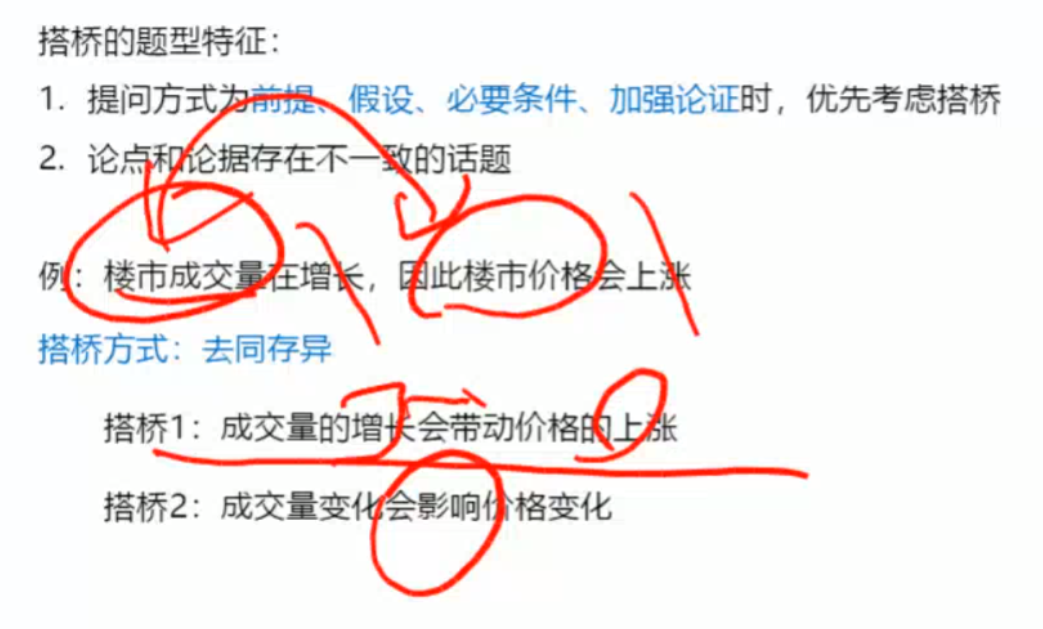 搭桥的题型特征：
1. 提问方式为前提、假设、必要条件、加强论证时，优先考虑搭桥
2. 论点和论据存在不一致的话题
例：楼市成交量在增长，因此楼市价格会上涨
搭桥方式：去同存异
搭桥1：成交量的增长会带动价格的上涨
搭桥2：成交量变化会影响价格变化